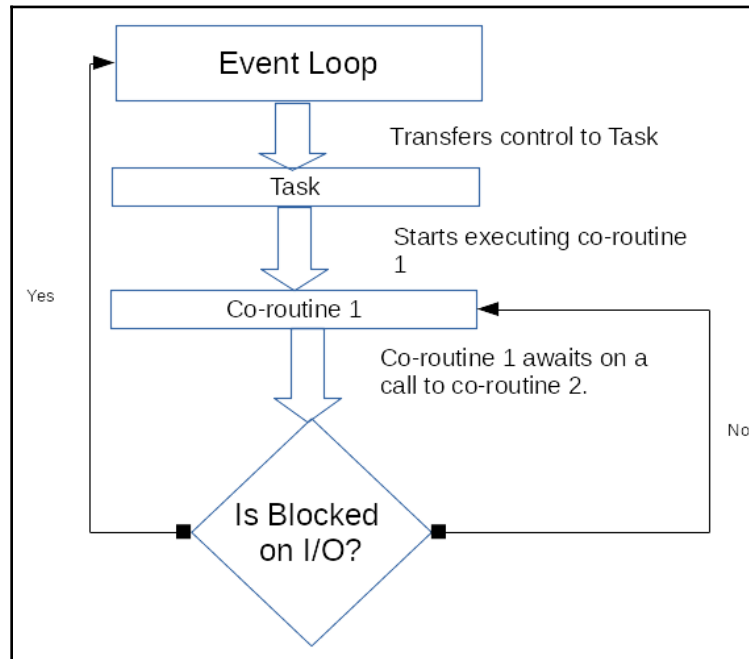 Event Loop
Transfers control to Task
Task
Starts executing co-routine
1
Yes
Co-routine 1
Co-routine 1 awaits on a
call to co-routine 2.
No
Is Blocked
on I/O?